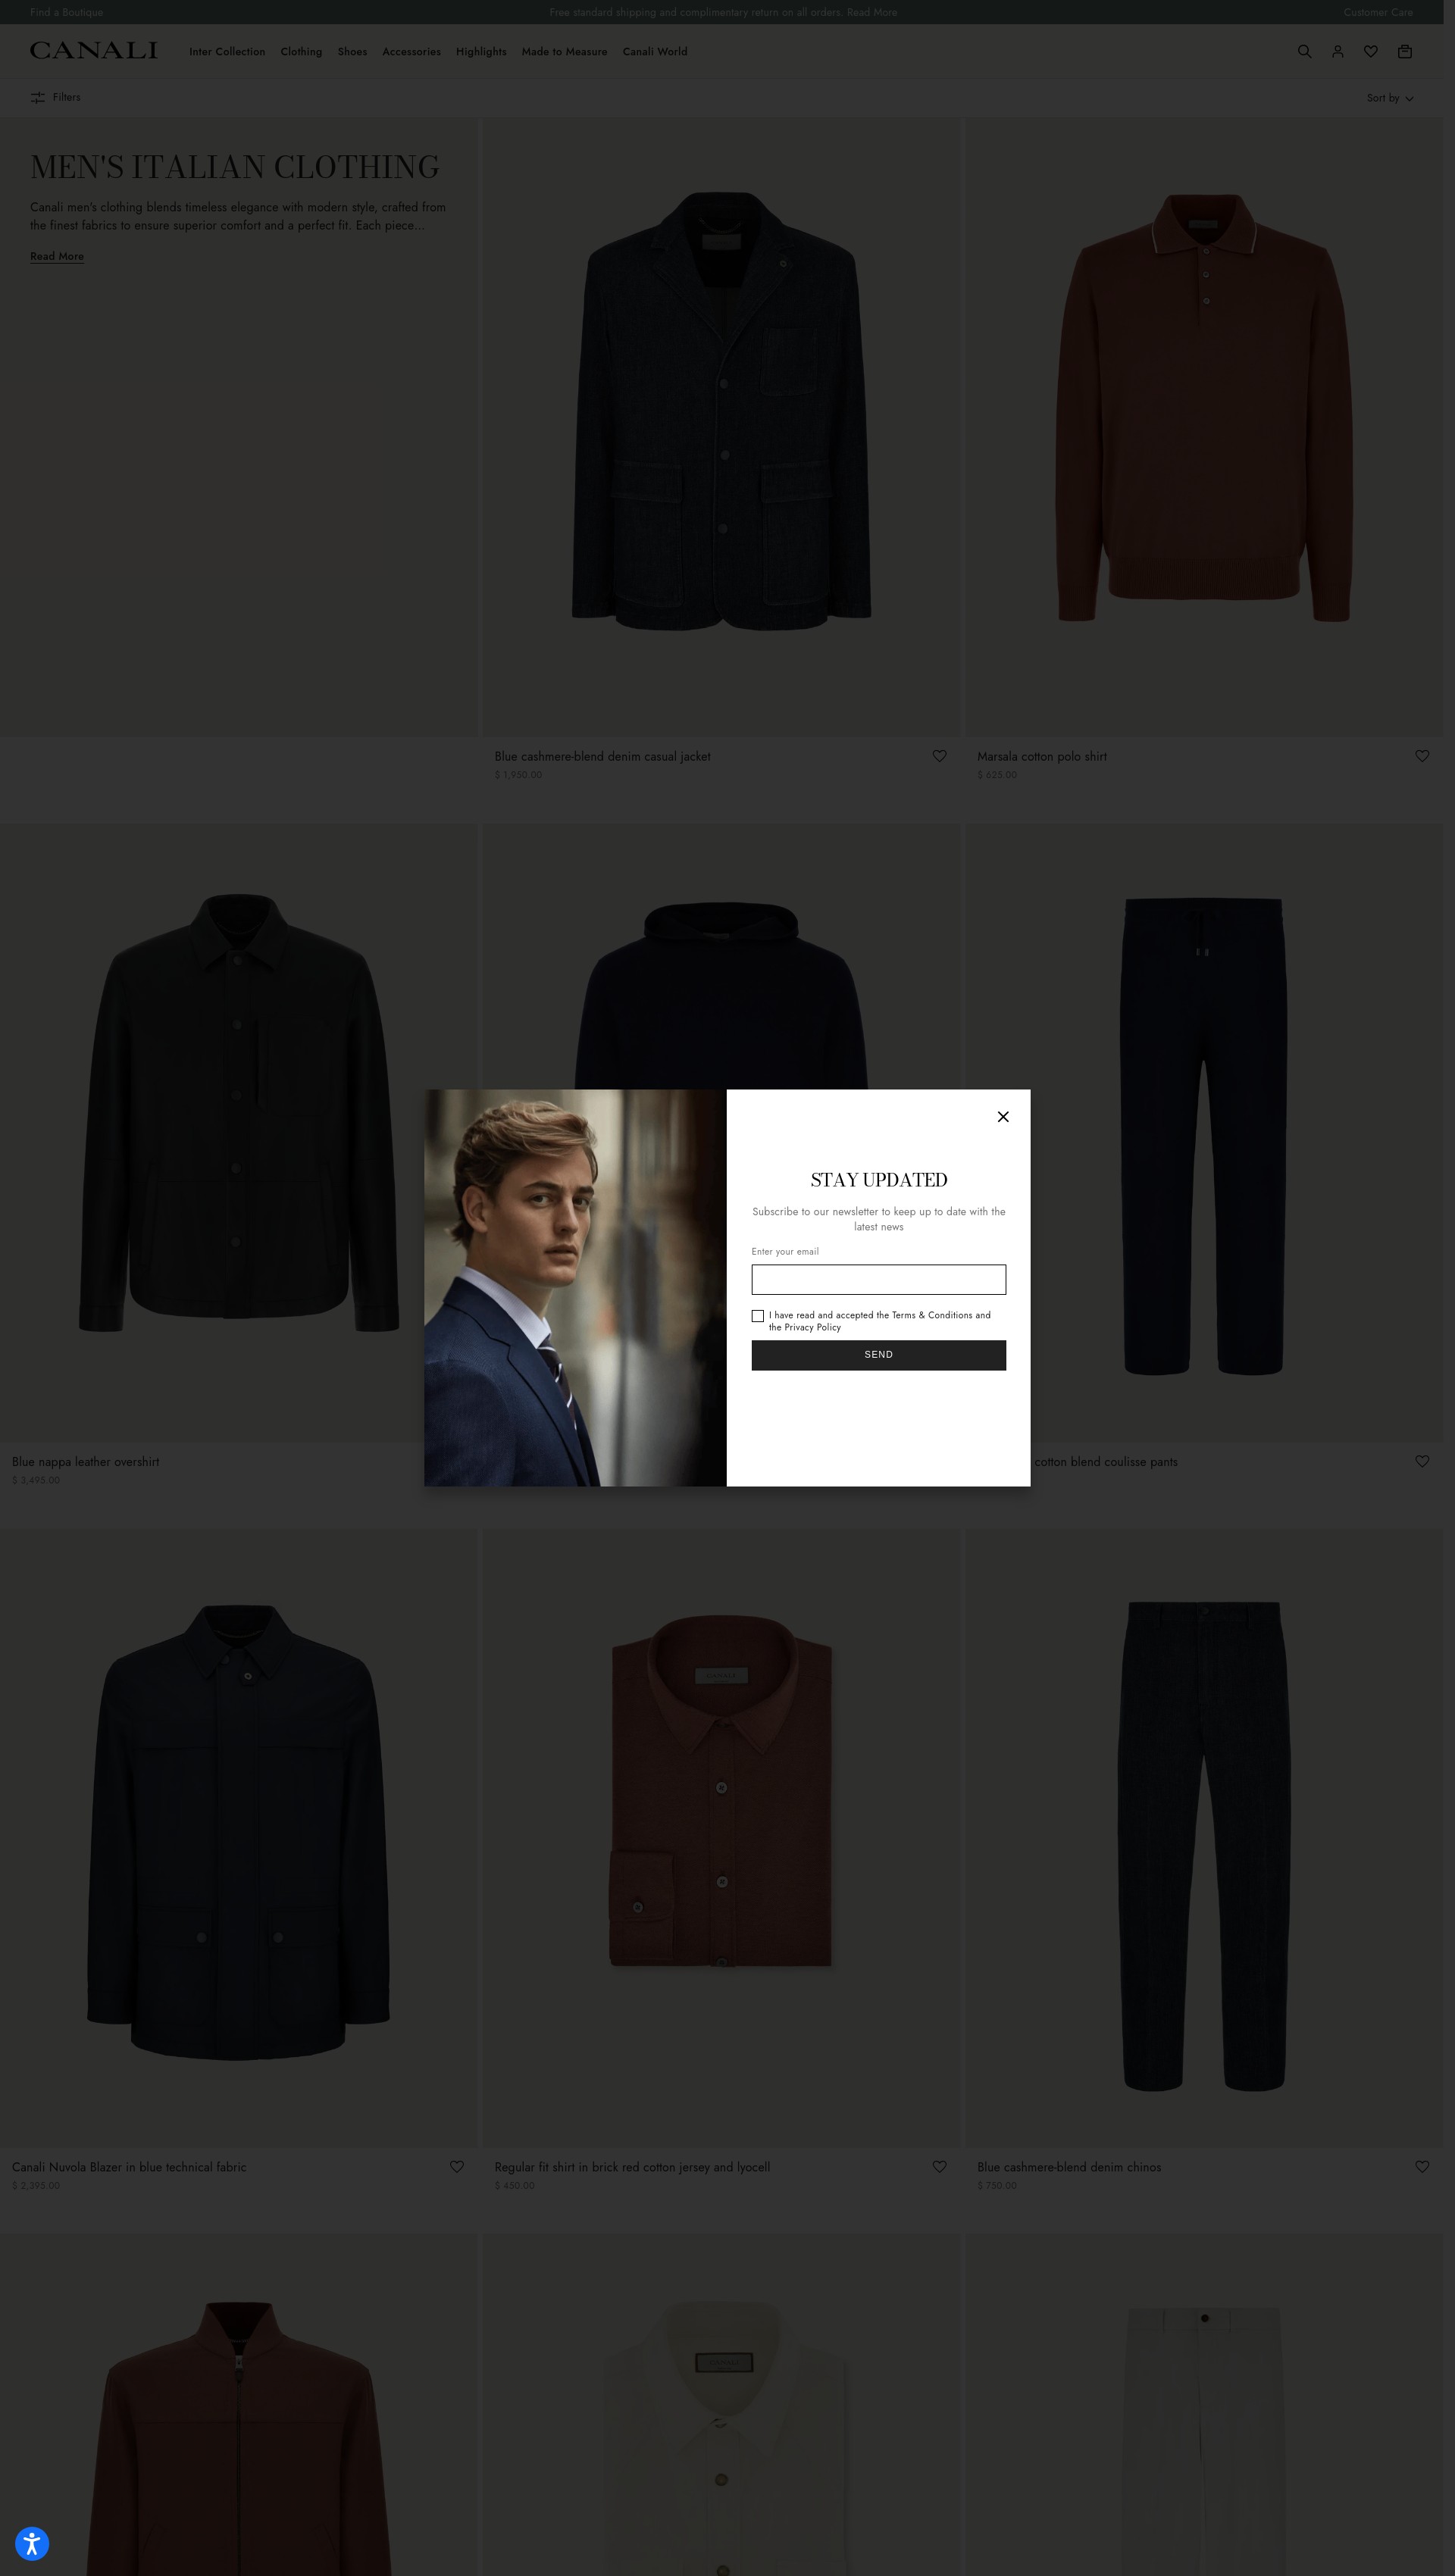 Find a Boutique
Free standard shipping and complimentary return on all orders. Read More
Customer Care
CANALI
Inter Collection
Clothing
Shoes
Accessories
Highlights
Made to Measure
Canali World
Filters
Sort by
MEN'S ITALIAN CLOTHING
Canali men's clothing blends timeless elegance with modern style, crafted from
the finest fabrics to ensure superior comfort and a perfect fit. Each piece...
Read More
Blue cashmere-blend denim casual jacket
$ 1,950.00
Marsala cotton polo shirt
$ 625.00
STAY UPDATED
Subscribe to our newsletter to keep up to date with the
latest news
Enter your email
I have read and accepted the Terms & Conditions and
the Privacy Policy
SEND
Blue nappa leather overshirt
$ 3,495.00
cotton blend coulisse pants
CANALI
Canali Nuvola Blazer in blue technical fabric
$ 2,395.00
Regular fit shirt in brick red cotton jersey and lyocell
$ 450.00
Blue cashmere-blend denim chinos
$ 750.00
CANALI